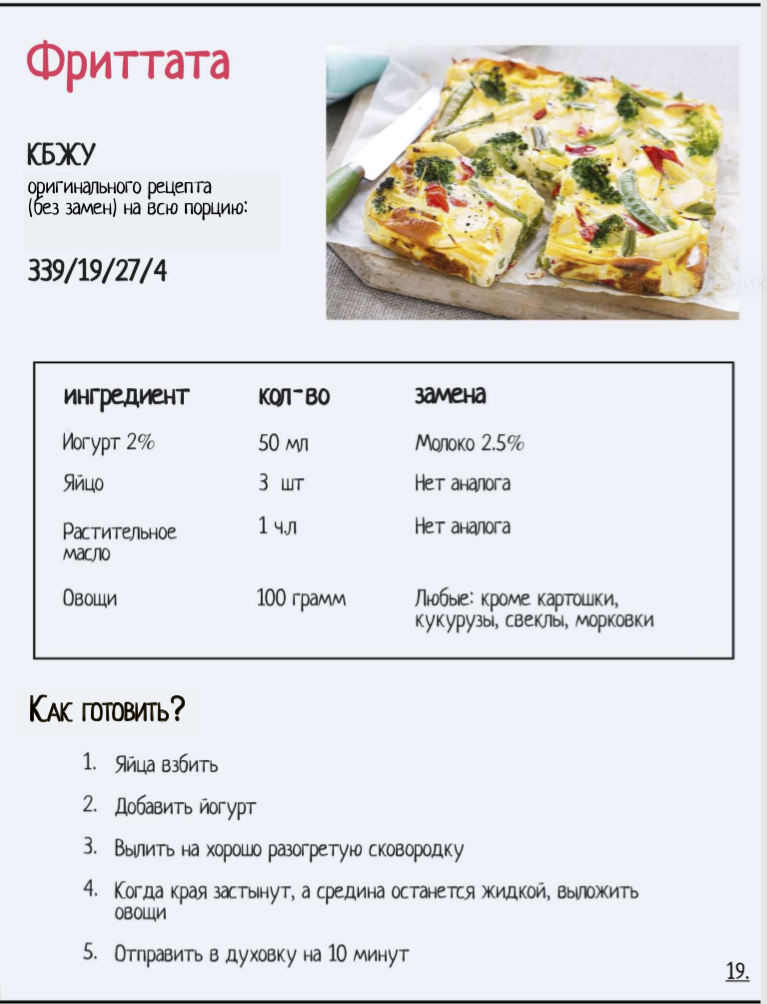 Фриттата
КБЖУ
оригинального рецепта
(без замен) на всю порцию:
339/19/27/4
ингредиент кол-во замена
Йогурт 2% 50 мл Молоко 2.5%
Яйцо 3 шт Нет аналога
Растительное масло 1 ч.л Нет аналога
Овощи 100 грамм Любые: кроме картошки,
кукурузы, свеклы, морковки
Как готовить?
1. Яйца взбить
2. Добавить йогурт
3. Вылить на хорошо разогретую сковородку
4. Когда края застынут, а средина останется жидкой, выложить
овощи
5. Отправить в духовку на 10 минут
19.